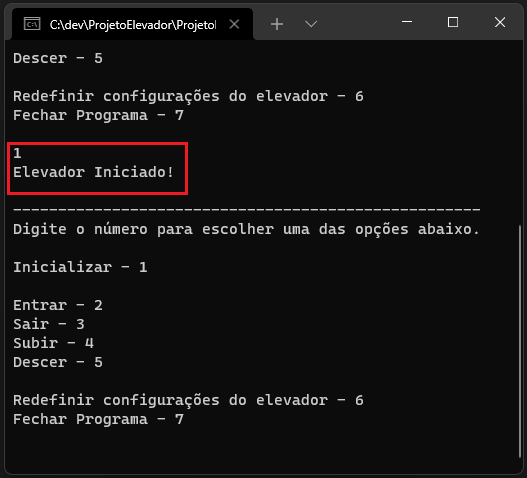 C:\dev\ProjetoElevador\Projetol
Descer - 5
Redefinir configurações do elevador - 6
Fechar Programa - 7
1
Elevador Iniciado!
----------------------------------------------------
Digite o número para escolher uma das opções abaixo.
Inicializar - 1
Entrar - 2
Sair - 3
Subir - 4
Descer - 5
Redefinir configurações do elevador - 6
Fechar Programa - 7